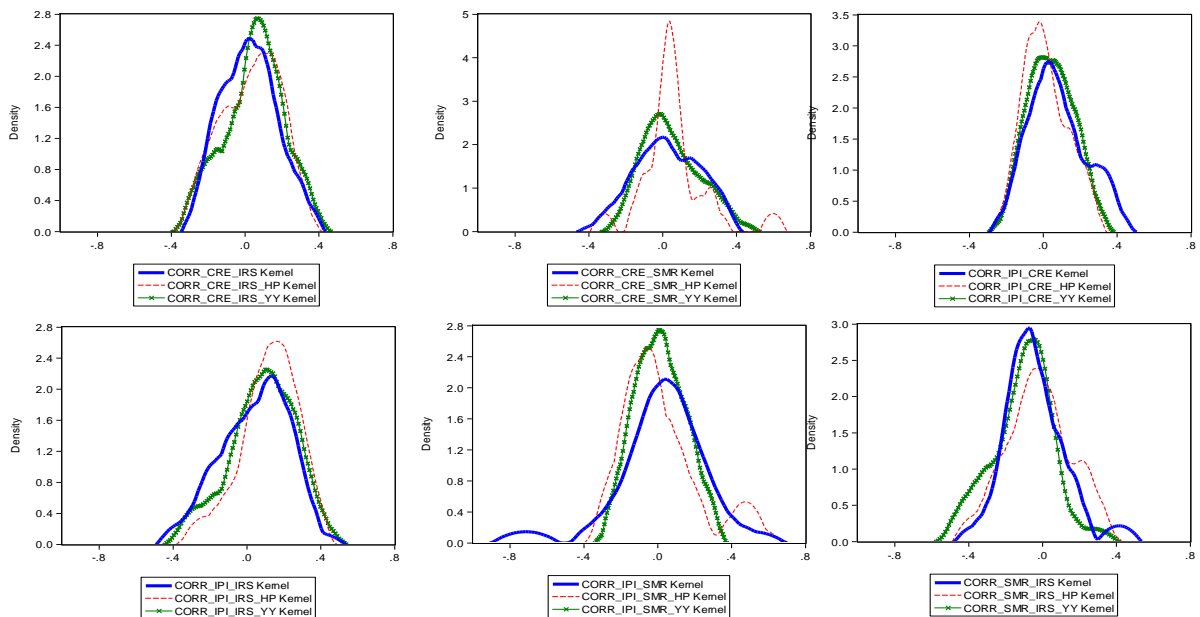 2.8
2.4
2.0
1.6
1.2
0.8
0.4
0.0
Density
-.8 -.4 .0 .4 .8
CORR_CRE_IRS Kernel
CORR_CRE_IRS_HP Kernel
CORR_CRE_IRS_YY Kernel
5
4
3
2
1
0
Density
-.8 -.4 .0 .4 .8
CORR_CRE_SMR Kernel
CORR_CRE_SMR_HP Kernel
CORR_CRE_SMR_YY Kernel
3.5
3.0
2.5
2.0
1.5
1.0
0.5
0.0
Density
-.8 -.4 .0 .4 .8
CORR_IPI_CRE Kernel
CORR_IPI_CRE_HP Kernel
CORR_IPI_CRE_YY Kernel
2.8
2.4
2.0
1.6
1.2
0.8
0.4
0.0
Density
-.8 -.4 .0 .4 .8
CORR_IPI_IRS Kernel
CORR_IPI_IRS_HP Kernel
CORR_IPI_IRS_YY Kernel
2.8
2.4
2.0
1.6
1.2
0.8
0.4
0.0
Density
-.8 -.4 .0 .4 .8
CORR_IPI_SMR Kernel
CORR_IPI_SMR_HP Kernel
CORR_IPI_SMR_YY Kernel
3.0
2.5
2.0
1.5
1.0
0.5
0.0
Density
-.8 -.4 .0 .4 .8
CORR_SMR_IRS Kernel
CORR_SMR_IRS_HP Kernel
CORR_SMR_IRS_YY Kernel